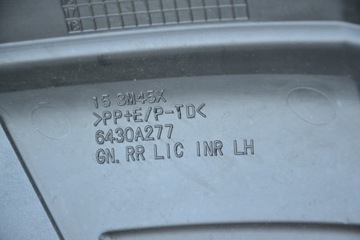 15 3M45X
>PP+E/P-TD<
6430A277
GN. RR LIC INR LH